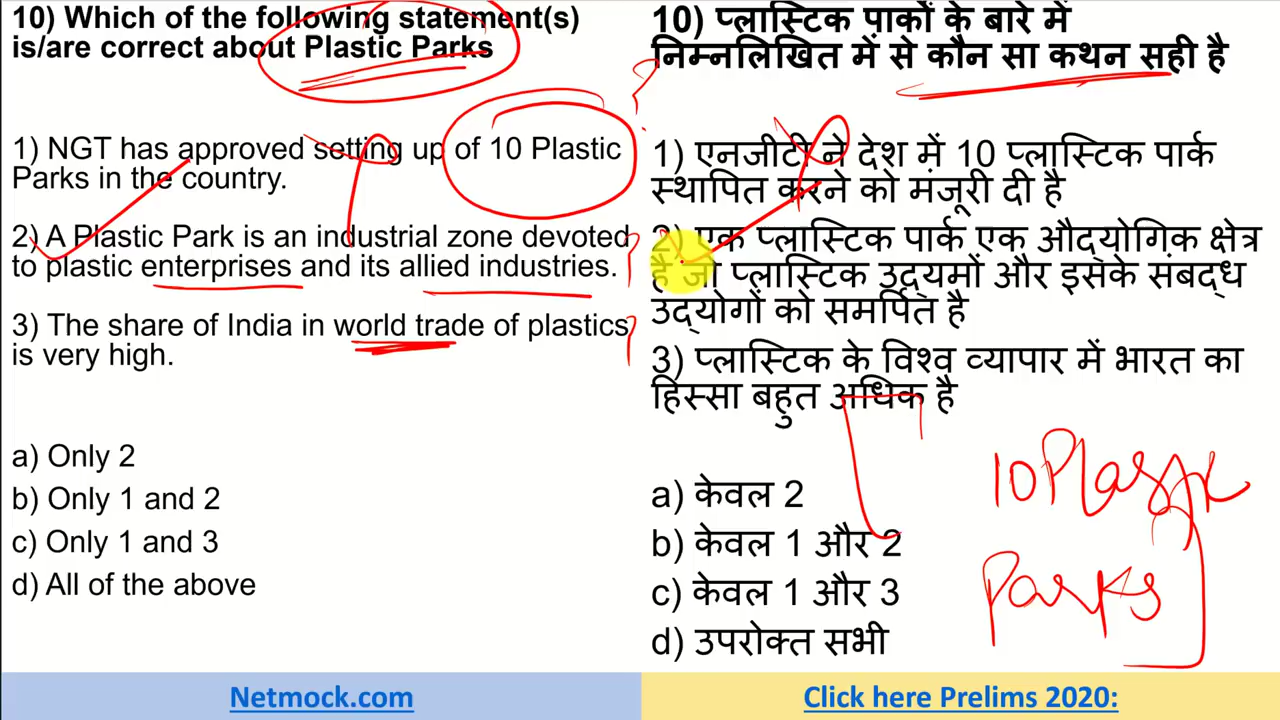 10) Which of the following statement(s)
is/are correct about Plastic Parks
1) NGT has approved setting up of 10 Plastic
Parks in the country.
2) A Plastic Park is an industrial zone devoted
to plastic enterprises and its allied industries.
3) The share of India in world trade of plastics
is very high.
a) Only 2
b) Only 1 and 2
c) Only 1 and 3
d) All of the above
10) प्लास्टिक पार्कों के बारे में
निम्नलिखित में से कौन सा कथन सही है
1) एनजीटी ने देश में 10 प्लास्टिक पार्क
स्थापित करने को मंजूरी दी है
2) एक प्लास्टिक पार्क एक औद्योगिक क्षेत्र
है जो प्लास्टिक उद्यमों और इसके संबद्ध
उद्योगों को समर्पित है
3) प्लास्टिक के विश्व व्यापार में भारत का
हिस्सा बहुत अधिक है
a) केवल 2
b) केवल 1 और 2
c) केवल 1 और 3
d) उपरोक्त सभी
10 Plastic
Parks
Netmock.com
Click here Prelims 2020: